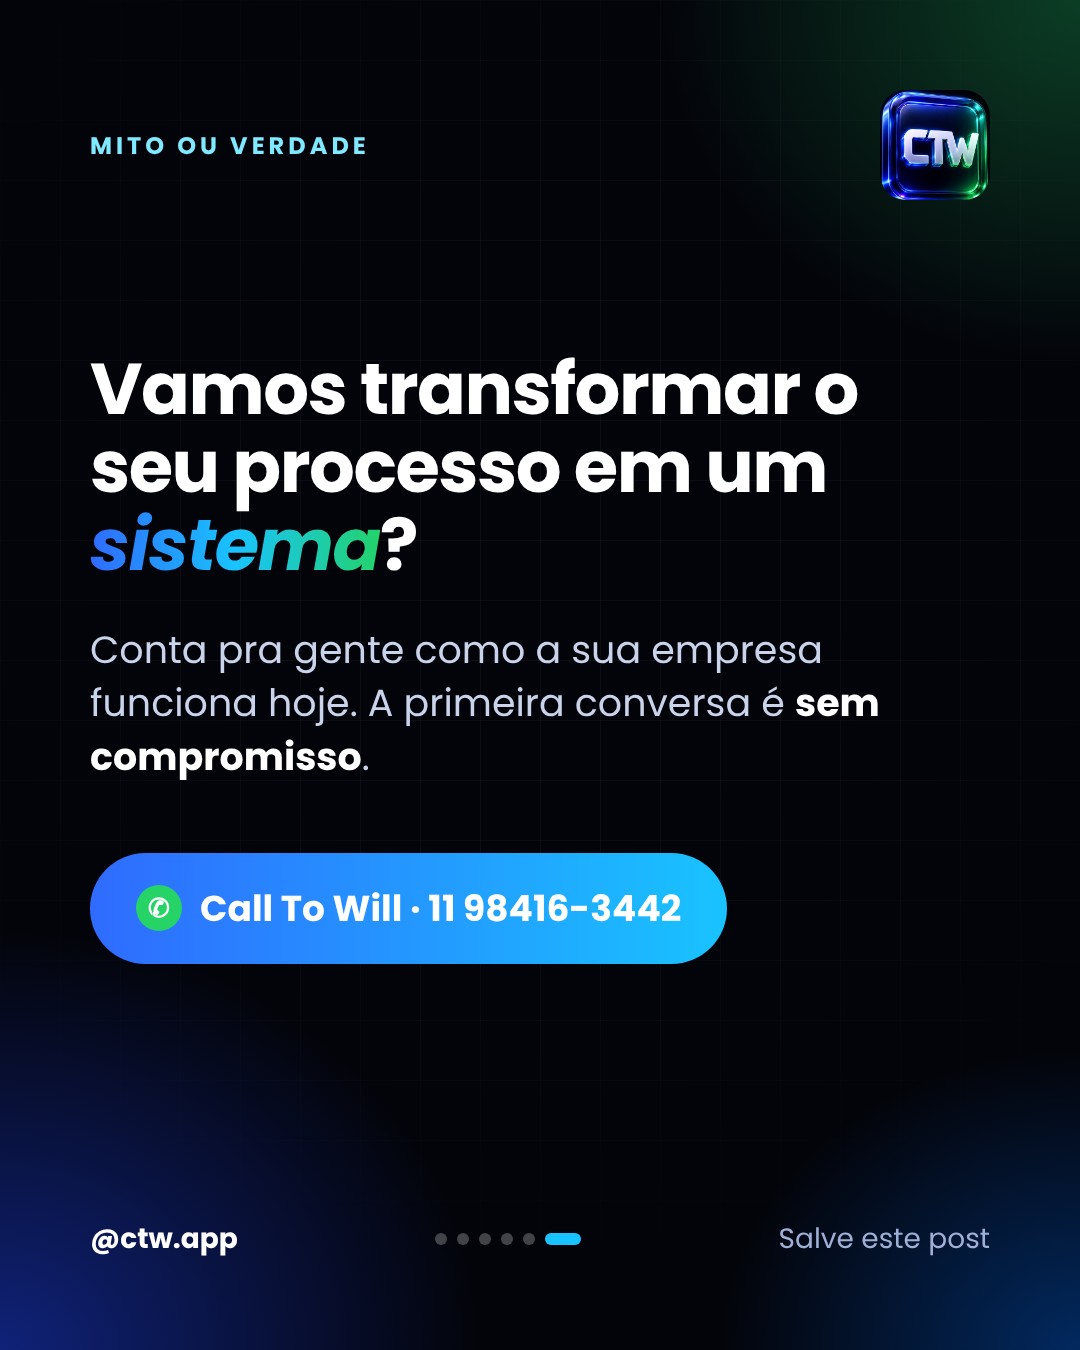 MITO OU VERDADE
CTW
Vamos transformar o
seu processo em um
sistema?
Conta pra gente como a sua empresa
funciona hoje. A primeira conversa é sem
compromisso.
✆ Call To Will · 11 98416-3442
@ctw.app
Salve este post